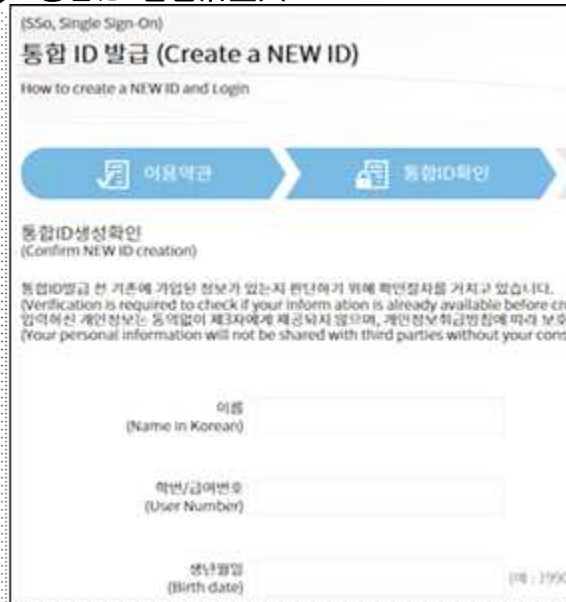 (SSo, Single Sign-On)
통합 ID 발급 (Create a NEW ID)
How to create a NEW ID and Login
이용약관
통합ID확인
통합ID생성확인
(Confirm NEW ID creation)
통합ID발급 전 기존에 가입된 정보가 있는지 판단하기 위해 확인절차를 거치고 있습니다.
(Verification is required to check if your inform ation is already available before cr
입력하신 개인정보는 동의없이 제3자에게 제공되지 않으며, 개인정보취급방침에 따라 보호
(Your personal information will not be shared with third parties without your cons
이름
(Name in Korean)
학번/급여번호
(User Number)
생년월일
(Birth date)
(예 : 1990